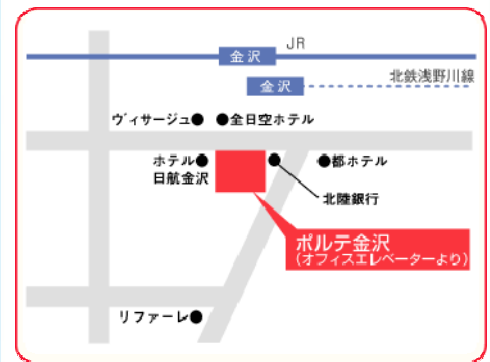 JR
金沢
北鉄浅野川線
金沢
ヴィサージュ● ●全日空ホテル
ホテル● ● ●都ホテル
日航金沢
北陸銀行
ポルテ金沢
(オフィスエレベーターより)
リファーレ●